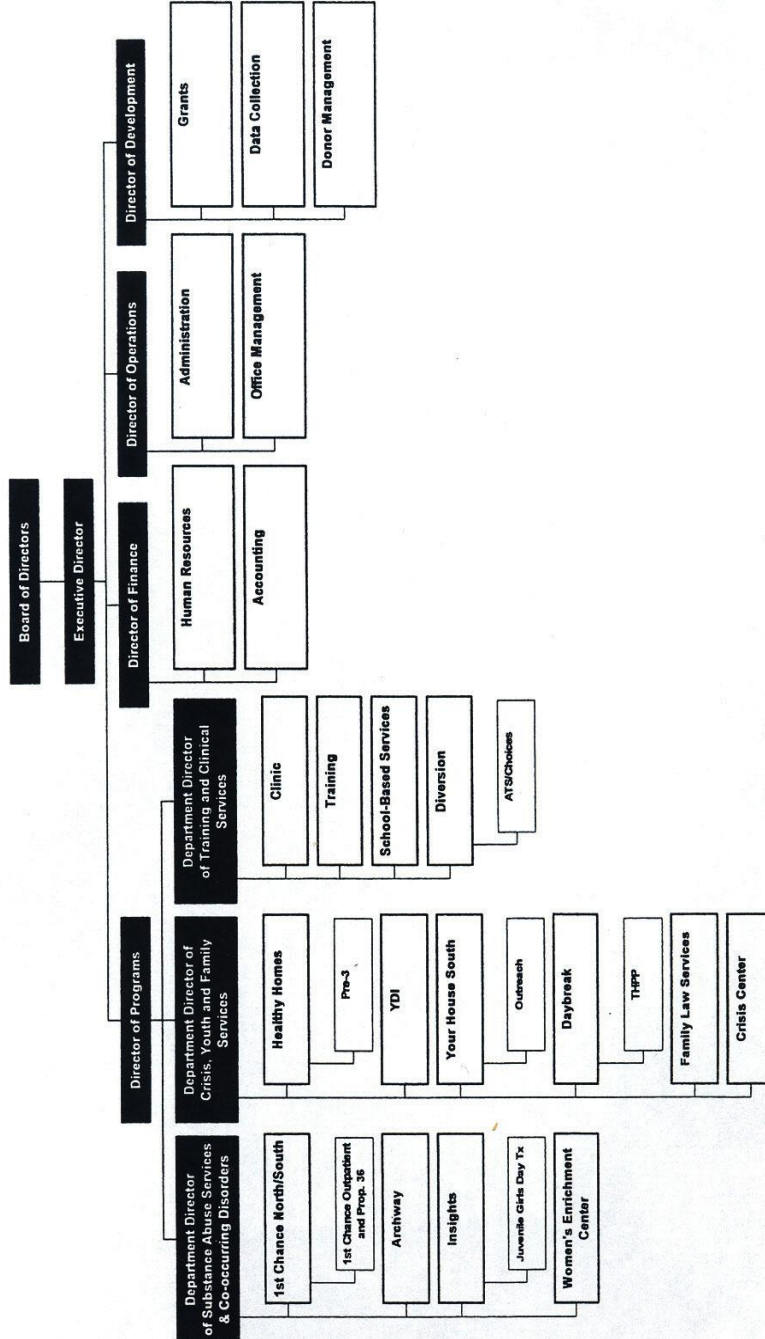 Board of Directors
Executive Director
Director of Programs
Director of Finance
Director of Operations
Director of Development
Department Director
of Substance Abuse Services
& Co-occurring Disorders
1st Chance North/South
1st Chance Outpatient
and Prop. 36
Archway
Insights
Juvenile Girls Day Tx
Women's Enrichment
Center
Department Director of
Crisis, Youth and Family
Services
Healthy Homes
Pre-3
YDI
Your House South
Outreach
Daybreak
THPP
Family Law Services
Crisis Center
Department Director
of Training and Clinical
Services
Clinic
Training
School-Based Services
Diversion
ATS/Choices
Human Resources
Accounting
Administration
Office Management
Grants
Data Collection
Donor Management